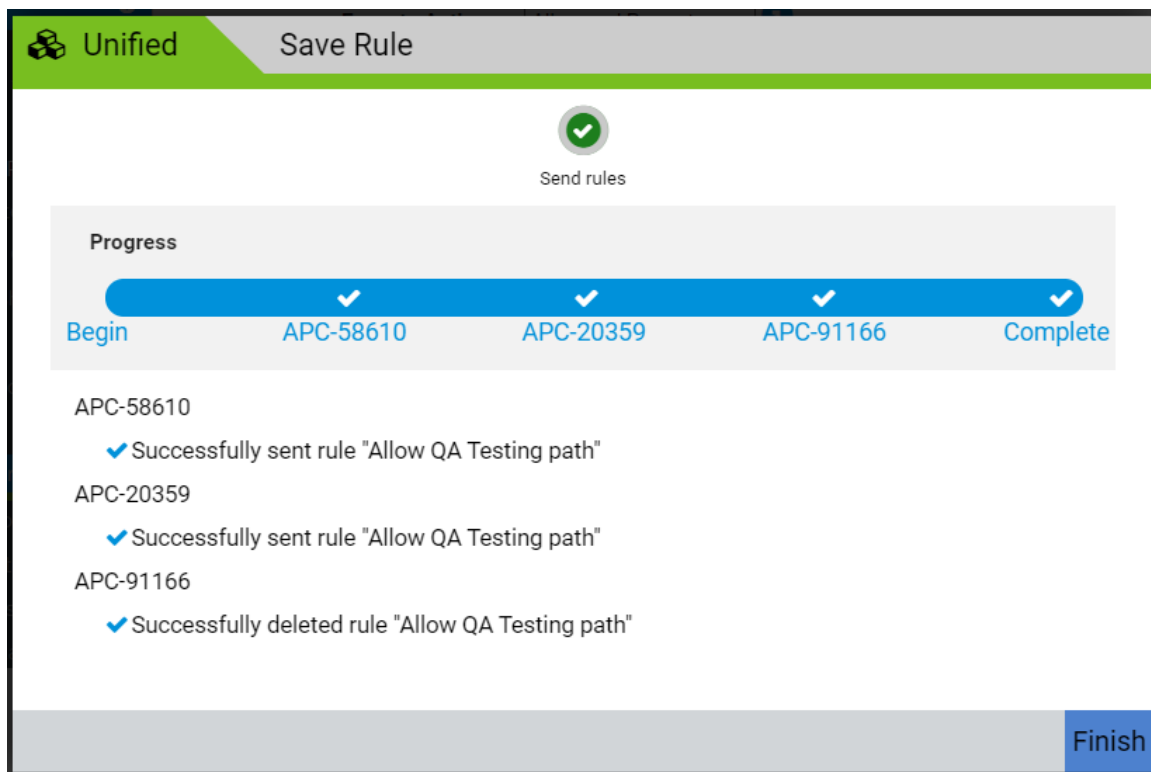 Unified
Save Rule
Send rules
Progress
Begin APC-58610 APC-20359 APC-91166 Complete
APC-58610
Successfully sent rule "Allow QA Testing path"
APC-20359
Successfully sent rule "Allow QA Testing path"
APC-91166
Successfully deleted rule "Allow QA Testing path"
Finish